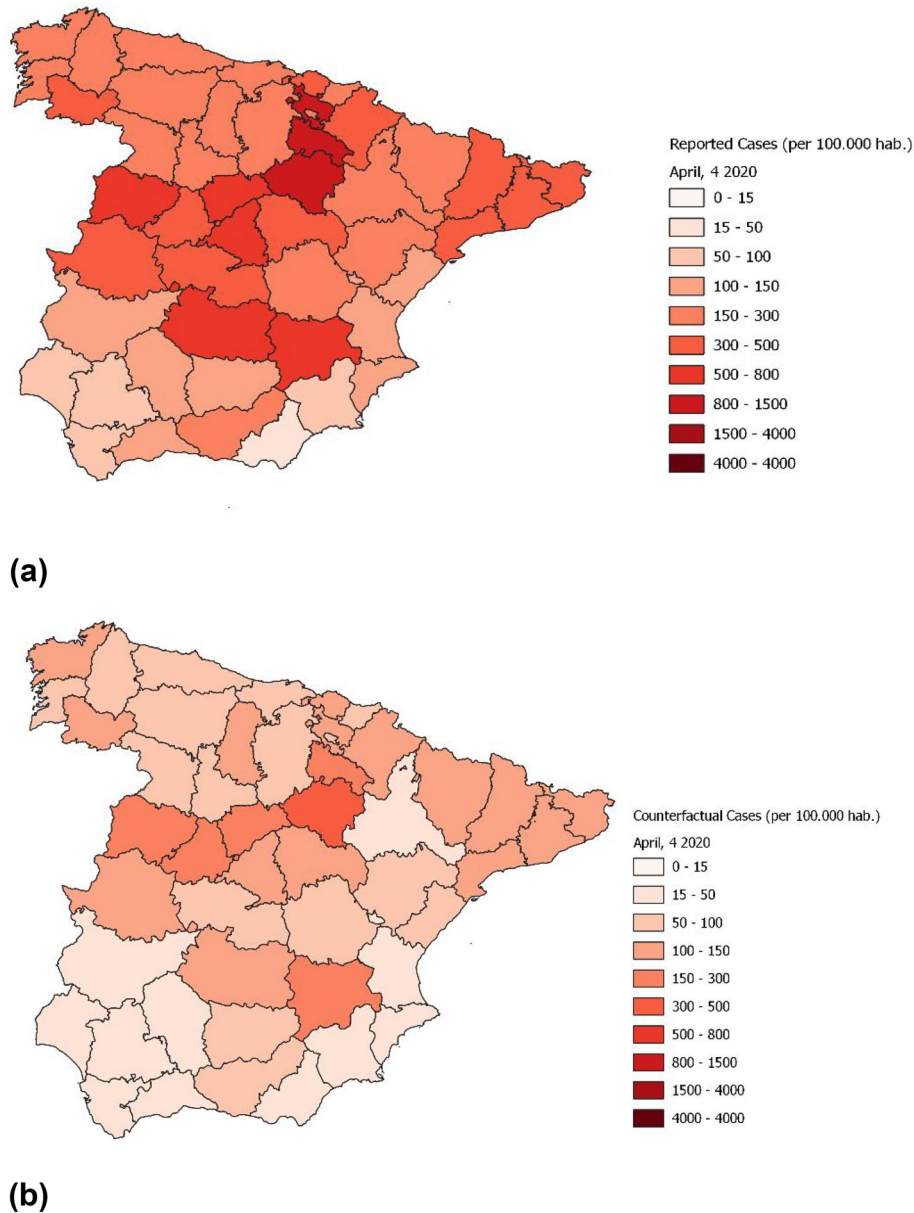 Reported Cases (per 100.000 hab.)
April, 4 2020
0 - 15
15 - 50
50 - 100
100 - 150
150 - 300
300 - 500
500 - 800
800 - 1500
1500 - 4000
4000 - 4000
(a)
Counterfactual Cases (per 100.000 hab.)
April, 4 2020
0 - 15
15 - 50
50 - 100
100 - 150
150 - 300
300 - 500
500 - 800
800 - 1500
1500 - 4000
4000 - 4000
(b)